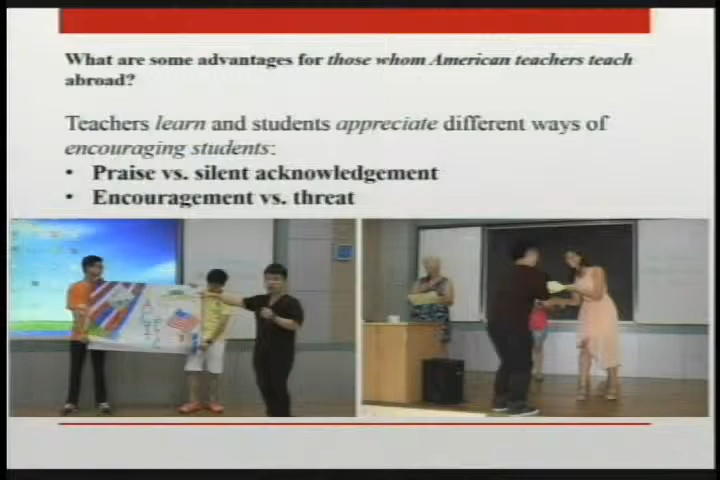 What are some advantages for those whom American teachers teach
abroad?
Teachers learn and students appreciate different ways of
encouraging students:
• Praise vs. silent acknowledgement
• Encouragement vs. threat